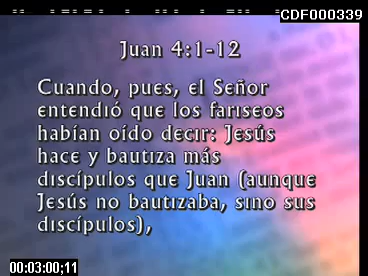 CDF000339
Juan 4:1-12
Cuando, pues, el Señor
entendió que los fariseos
habían oído decir: Jesús
hace y bautiza más
discípulos que Juan (aunque
Jesús no bautizaba, sino sus
discípulos),
00:03:00;11